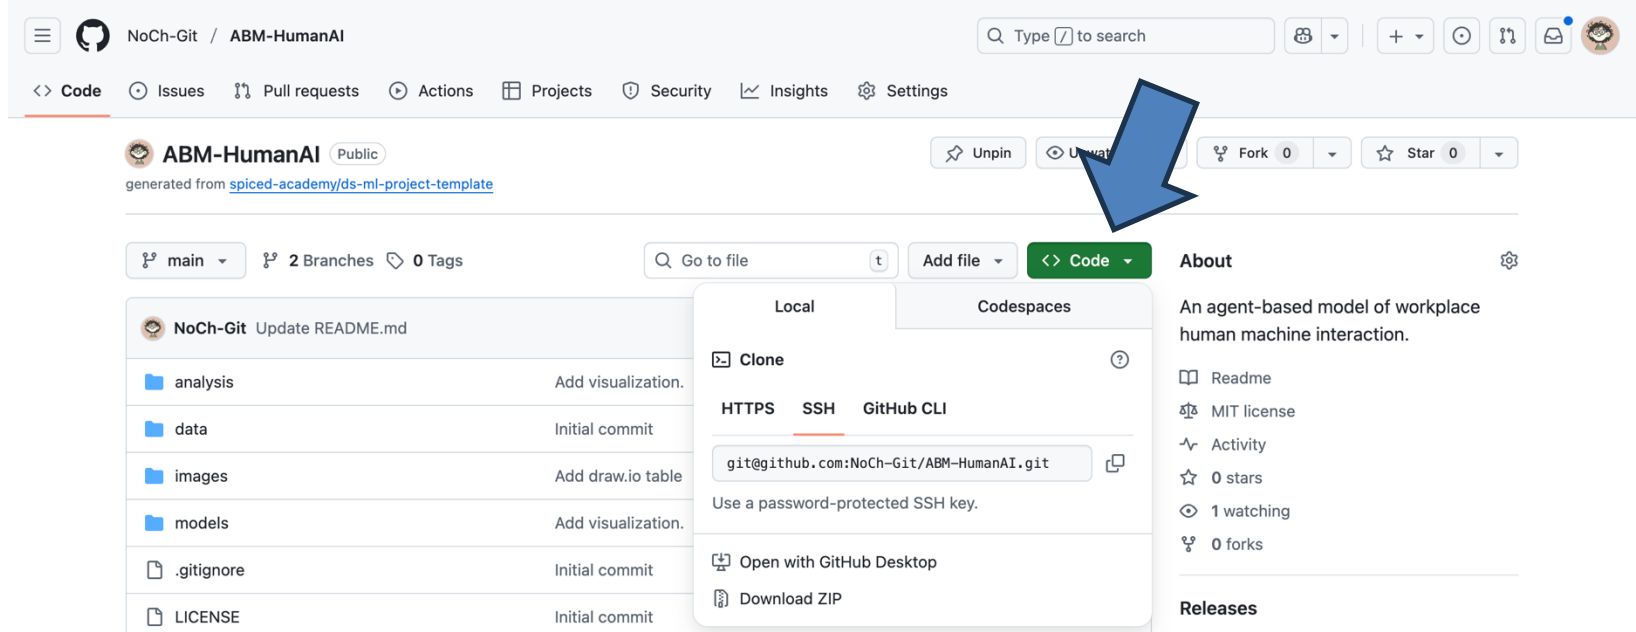 NoCh-Git / ABM-HumanAI
Type / to search
Code Issues Pull requests Actions Projects Security Insights Settings
ABM-HumanAI Public
Unpin
Fork 0
Star 0
generated from spiced-academy/ds-ml-project-template
main
2 Branches
0 Tags
Go to file t
Add file
<> Code
About
Local Codespaces
An agent-based model of workplace
human machine interaction.
NoCh-Git Update README.md
Clone
HTTPS SSH GitHub CLI
git@github.com:NoCh-Git/ABM-HumanAI.git
Use a password-protected SSH key.
Open with GitHub Desktop
Download ZIP
analysis Add visualization.
data Initial commit
images Add draw.io table
models Add visualization.
.gitignore Initial commit
LICENSE Initial commit
Readme
MIT license
Activity
0 stars
1 watching
0 forks
Releases